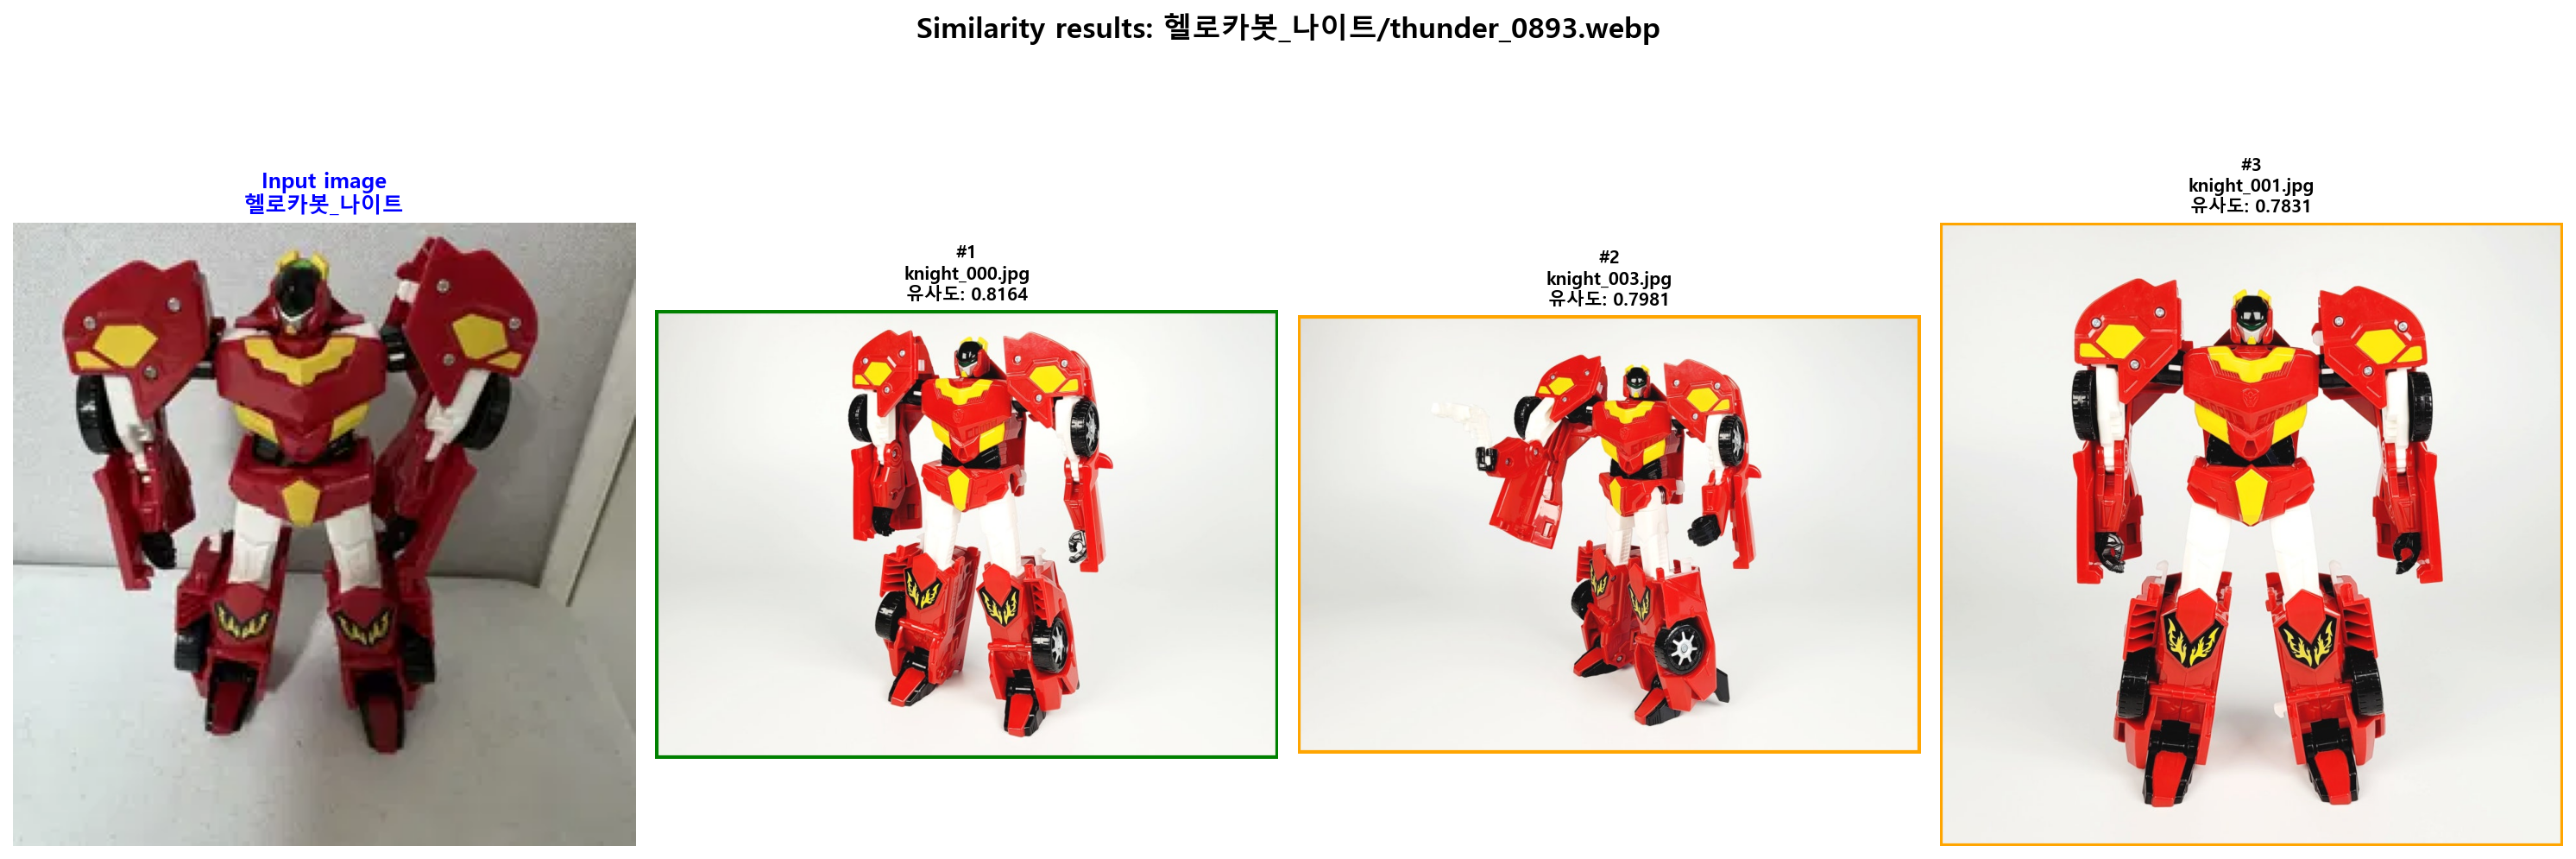 Similarity results: 헬로카봇_나이트/thunder_0893.webp
Input image
헬로카봇_나이트
#1
knight_000.jpg
유사도: 0.8164
#2
knight_003.jpg
유사도: 0.7981
#3
knight_001.jpg
유사도: 0.7831